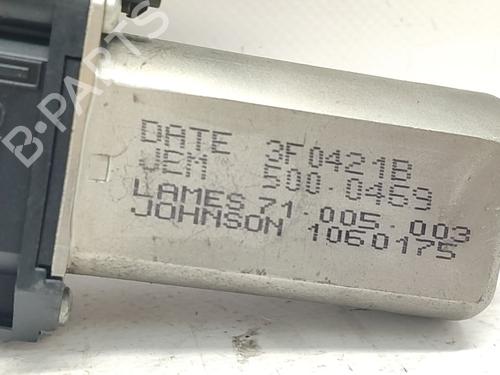 B-PARTS
DATE 3F0421B
JEM 500 0469
LAMES 71.005.003
JOHNSON 1060175